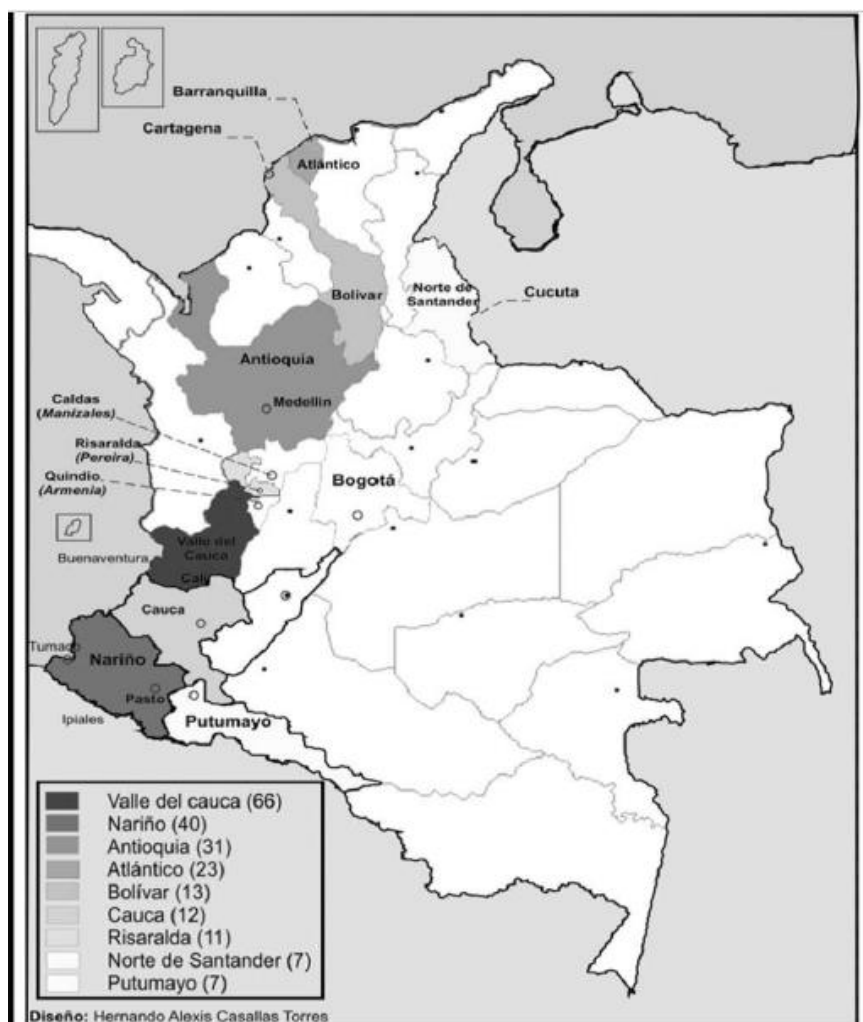 Barranquilla
Cartagena
Atlántico
Bolívar
Norte de
Santander
Cucuta
Antioquia
Medellin
Caldas
(Manizales)
Risaralda
(Pereira)
Quindio
(Armenia)
Bogotá
Valle del
Cauca
Buenaventura
Cali
Cauca
Tumaco
Nariño
Pasto
Ipiales
Putumayo
Valle del cauca (66)
Nariño (40)
Antioquia (31)
Atlántico (23)
Bolívar (13)
Cauca (12)
Risaralda (11)
Norte de Santander (7)
Putumayo (7)
Diseño: Hernando Alexis Casallas Torres